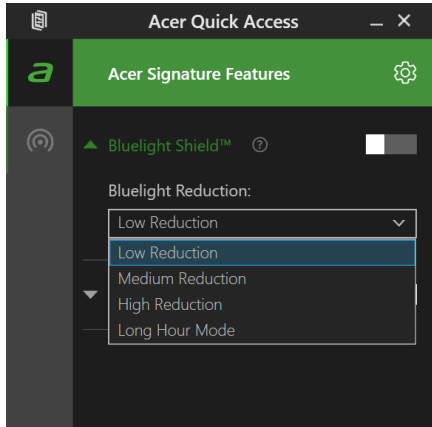 Acer Quick Access
Acer Signature Features
Bluelight Shield™
Bluelight Reduction:
Low Reduction
Low Reduction
Medium Reduction
High Reduction
Long Hour Mode